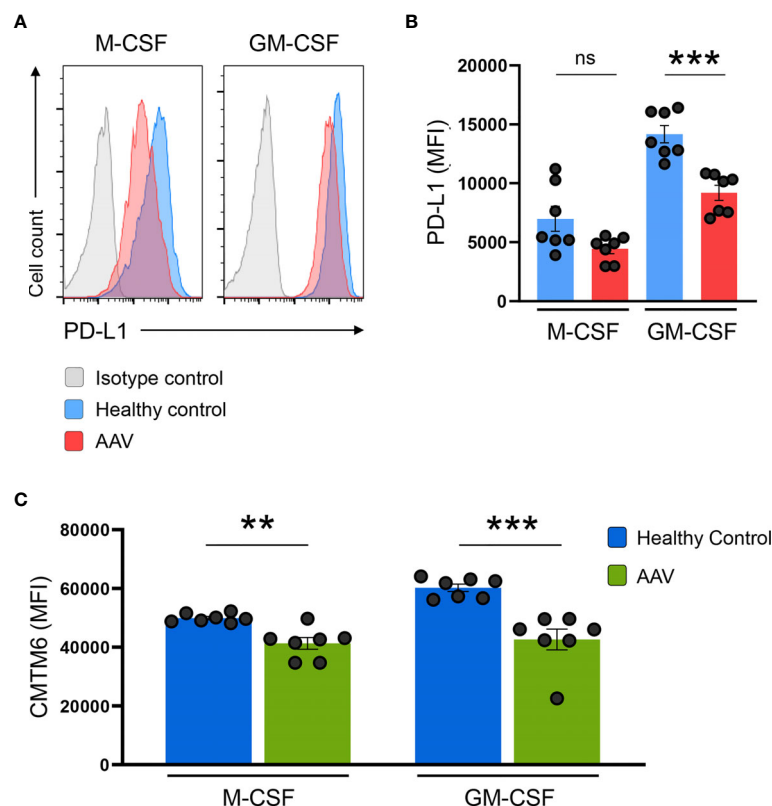 A
M-CSF
GM-CSF
Cell count
PD-L1
Isotype control
Healthy control
AAV
B
PD-L1 (MFI)
20000
15000
10000
5000
0
ns
***
M-CSF
GM-CSF
C
CMTM6 (MFI)
80000
60000
40000
20000
0
**
***
Healthy Control
AAV
M-CSF
GM-CSF